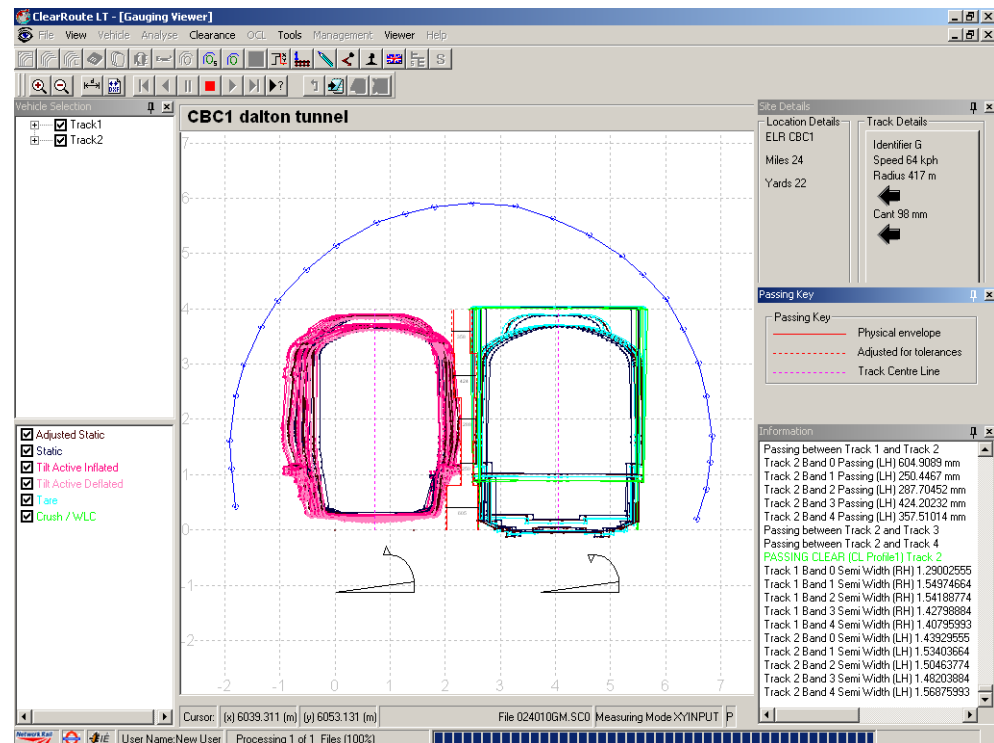 ClearRoute LT - [Gauging Viewer]
File View Vehicle Analyse Clearance OCL Tools Management Viewer Help
Vehicle Selection
Track1
Track2
Adjusted Static
Static
Tilt Active Inflated
Tilt Active Deflated
Tare
Crush / WLC
CBC1 dalton tunnel
7
6
5
4
3
2
1
0
-1
-2
-2 -1 0 1 2 3 4 5 6 7
Site Details
Location Details
ELR CBC1
Miles 24
Yards 22
Track Details
Identifier G
Speed 64 kph
Radius 417 m
Cant 98 mm
Passing Key
Passing Key
Physical envelope
Adjusted for tolerances
Track Centre Line
Information
Passing between Track 1 and Track 2
Track 2 Band 0 Passing (LH) 604.9089 mm
Track 2 Band 1 Passing (LH) 250.4467 mm
Track 2 Band 2 Passing (LH) 287.70452 mm
Track 2 Band 3 Passing (LH) 424.20232 mm
Track 2 Band 4 Passing (LH) 357.51014 mm
Passing between Track 2 and Track 3
Passing between Track 2 and Track 4
PASSING CLEAR (CL Profile1) Track 2
Track 1 Band 0 Semi Width (RH) 1.29002555
Track 1 Band 1 Semi Width (RH) 1.54974664
Track 1 Band 2 Semi Width (RH) 1.54188774
Track 1 Band 3 Semi Width (RH) 1.42798884
Track 1 Band 4 Semi Width (RH) 1.40795993
Track 2 Band 0 Semi Width (LH) 1.43929555
Track 2 Band 1 Semi Width (LH) 1.53403664
Track 2 Band 2 Semi Width (LH) 1.50463774
Track 2 Band 3 Semi Width (LH) 1.48203884
Track 2 Band 4 Semi Width (LH) 1.56875993
Cursor: (x) 6039.311 (m) (y) 6053.131 (m) File 024010GM.SC0 Measuring Mode XYINPUT P
Network Rail User Name:New User Processing 1 of 1 Files (100%)